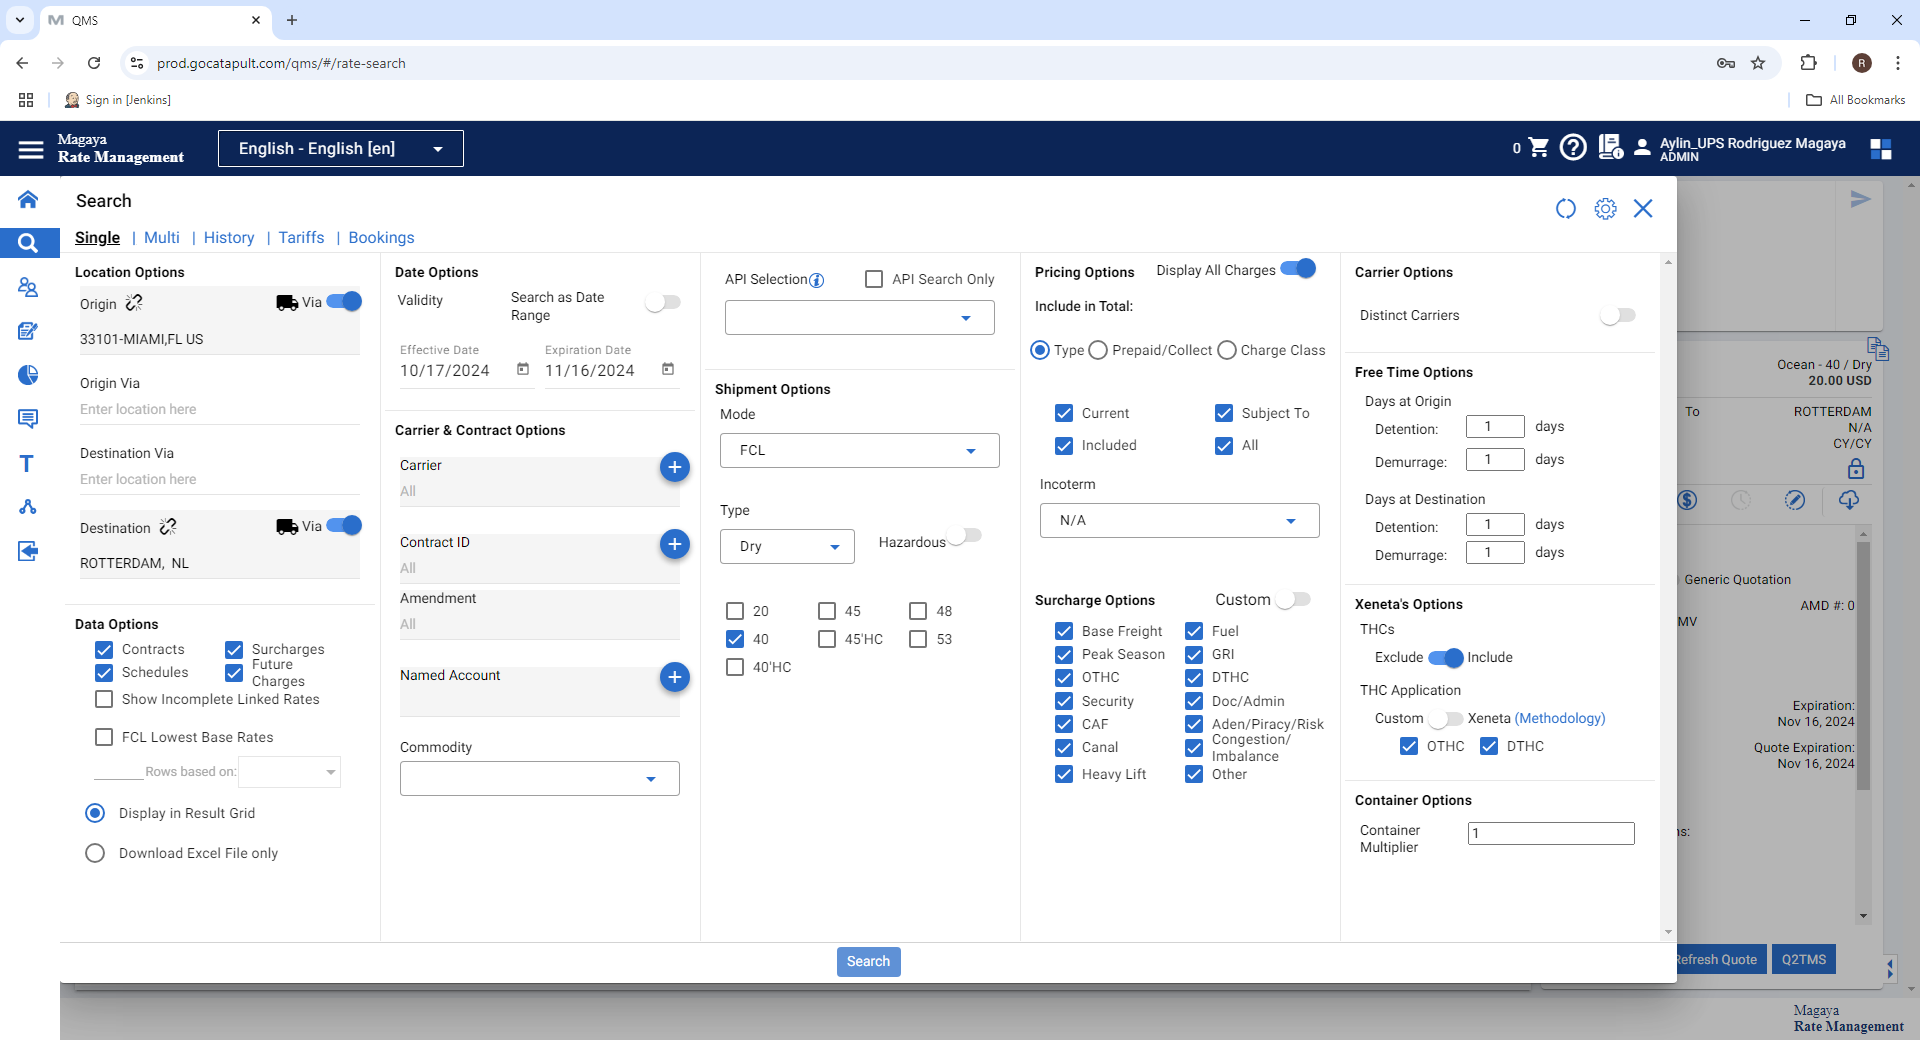 QMS
prod.gocatapult.com/qms/#/rate-search
R
Sign in [Jenkins]
All Bookmarks
Magaya
Rate Management
English - English [en]
0
Aylin_UPS Rodriguez Magaya
ADMIN
Search
Single | Multi | History | Tariffs | Bookings
Location Options
Origin
Via
33101-MIAMI,FL US
Origin Via
Enter location here
Destination Via
Enter location here
Destination
Via
ROTTERDAM, NL
Data Options
Contracts
Surcharges
Schedules
Future
Charges
Show Incomplete Linked Rates
FCL Lowest Base Rates
Rows based on:
Display in Result Grid
Download Excel File only
Date Options
Validity
Search as Date
Range
Effective Date
10/17/2024
Expiration Date
11/16/2024
Carrier & Contract Options
Carrier
All
Contract ID
All
Amendment
All
Named Account
Commodity
API Selection
API Search Only
Shipment Options
Mode
FCL
Type
Dry
Hazardous
20
45
48
40
45'HC
53
40'HC
Pricing Options
Display All Charges
Include in Total:
Type
Prepaid/Collect
Charge Class
Current
Subject To
Included
All
Incoterm
N/A
Surcharge Options
Custom
Base Freight
Fuel
Peak Season
GRI
OTHC
DTHC
Security
Doc/Admin
CAF
Aden/Piracy/Risk
Canal
Congestion/
Imbalance
Heavy Lift
Other
Carrier Options
Distinct Carriers
Free Time Options
Days at Origin
Detention: 1 days
Demurrage: 1 days
Days at Destination
Detention: 1 days
Demurrage: 1 days
Xeneta's Options
THCs
Exclude
Include
THC Application
Custom
Xeneta (Methodology)
OTHC
DTHC
Container Options
Container
Multiplier
1
Search
Ocean - 40 / Dry
20.00 USD
To
ROTTERDAM
N/A
CY/CY
Generic Quotation
AMD #: 0
MV
Expiration:
Nov 16, 2024
Quote Expiration:
Nov 16, 2024
ns:
Refresh Quote
Q2TMS
Magaya
Rate Management